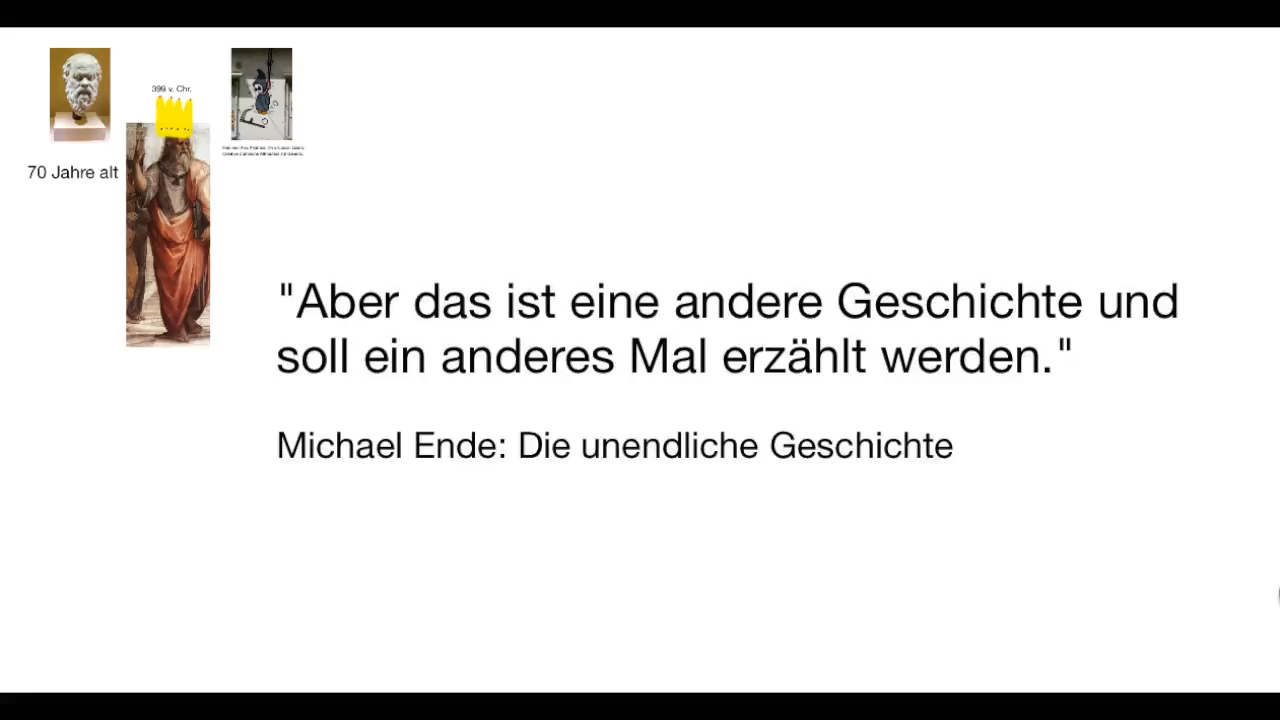 399 v. Chr.
70 Jahre alt
"Aber das ist eine andere Geschichte und
soll ein anderes Mal erzählt werden."
Michael Ende: Die unendliche Geschichte